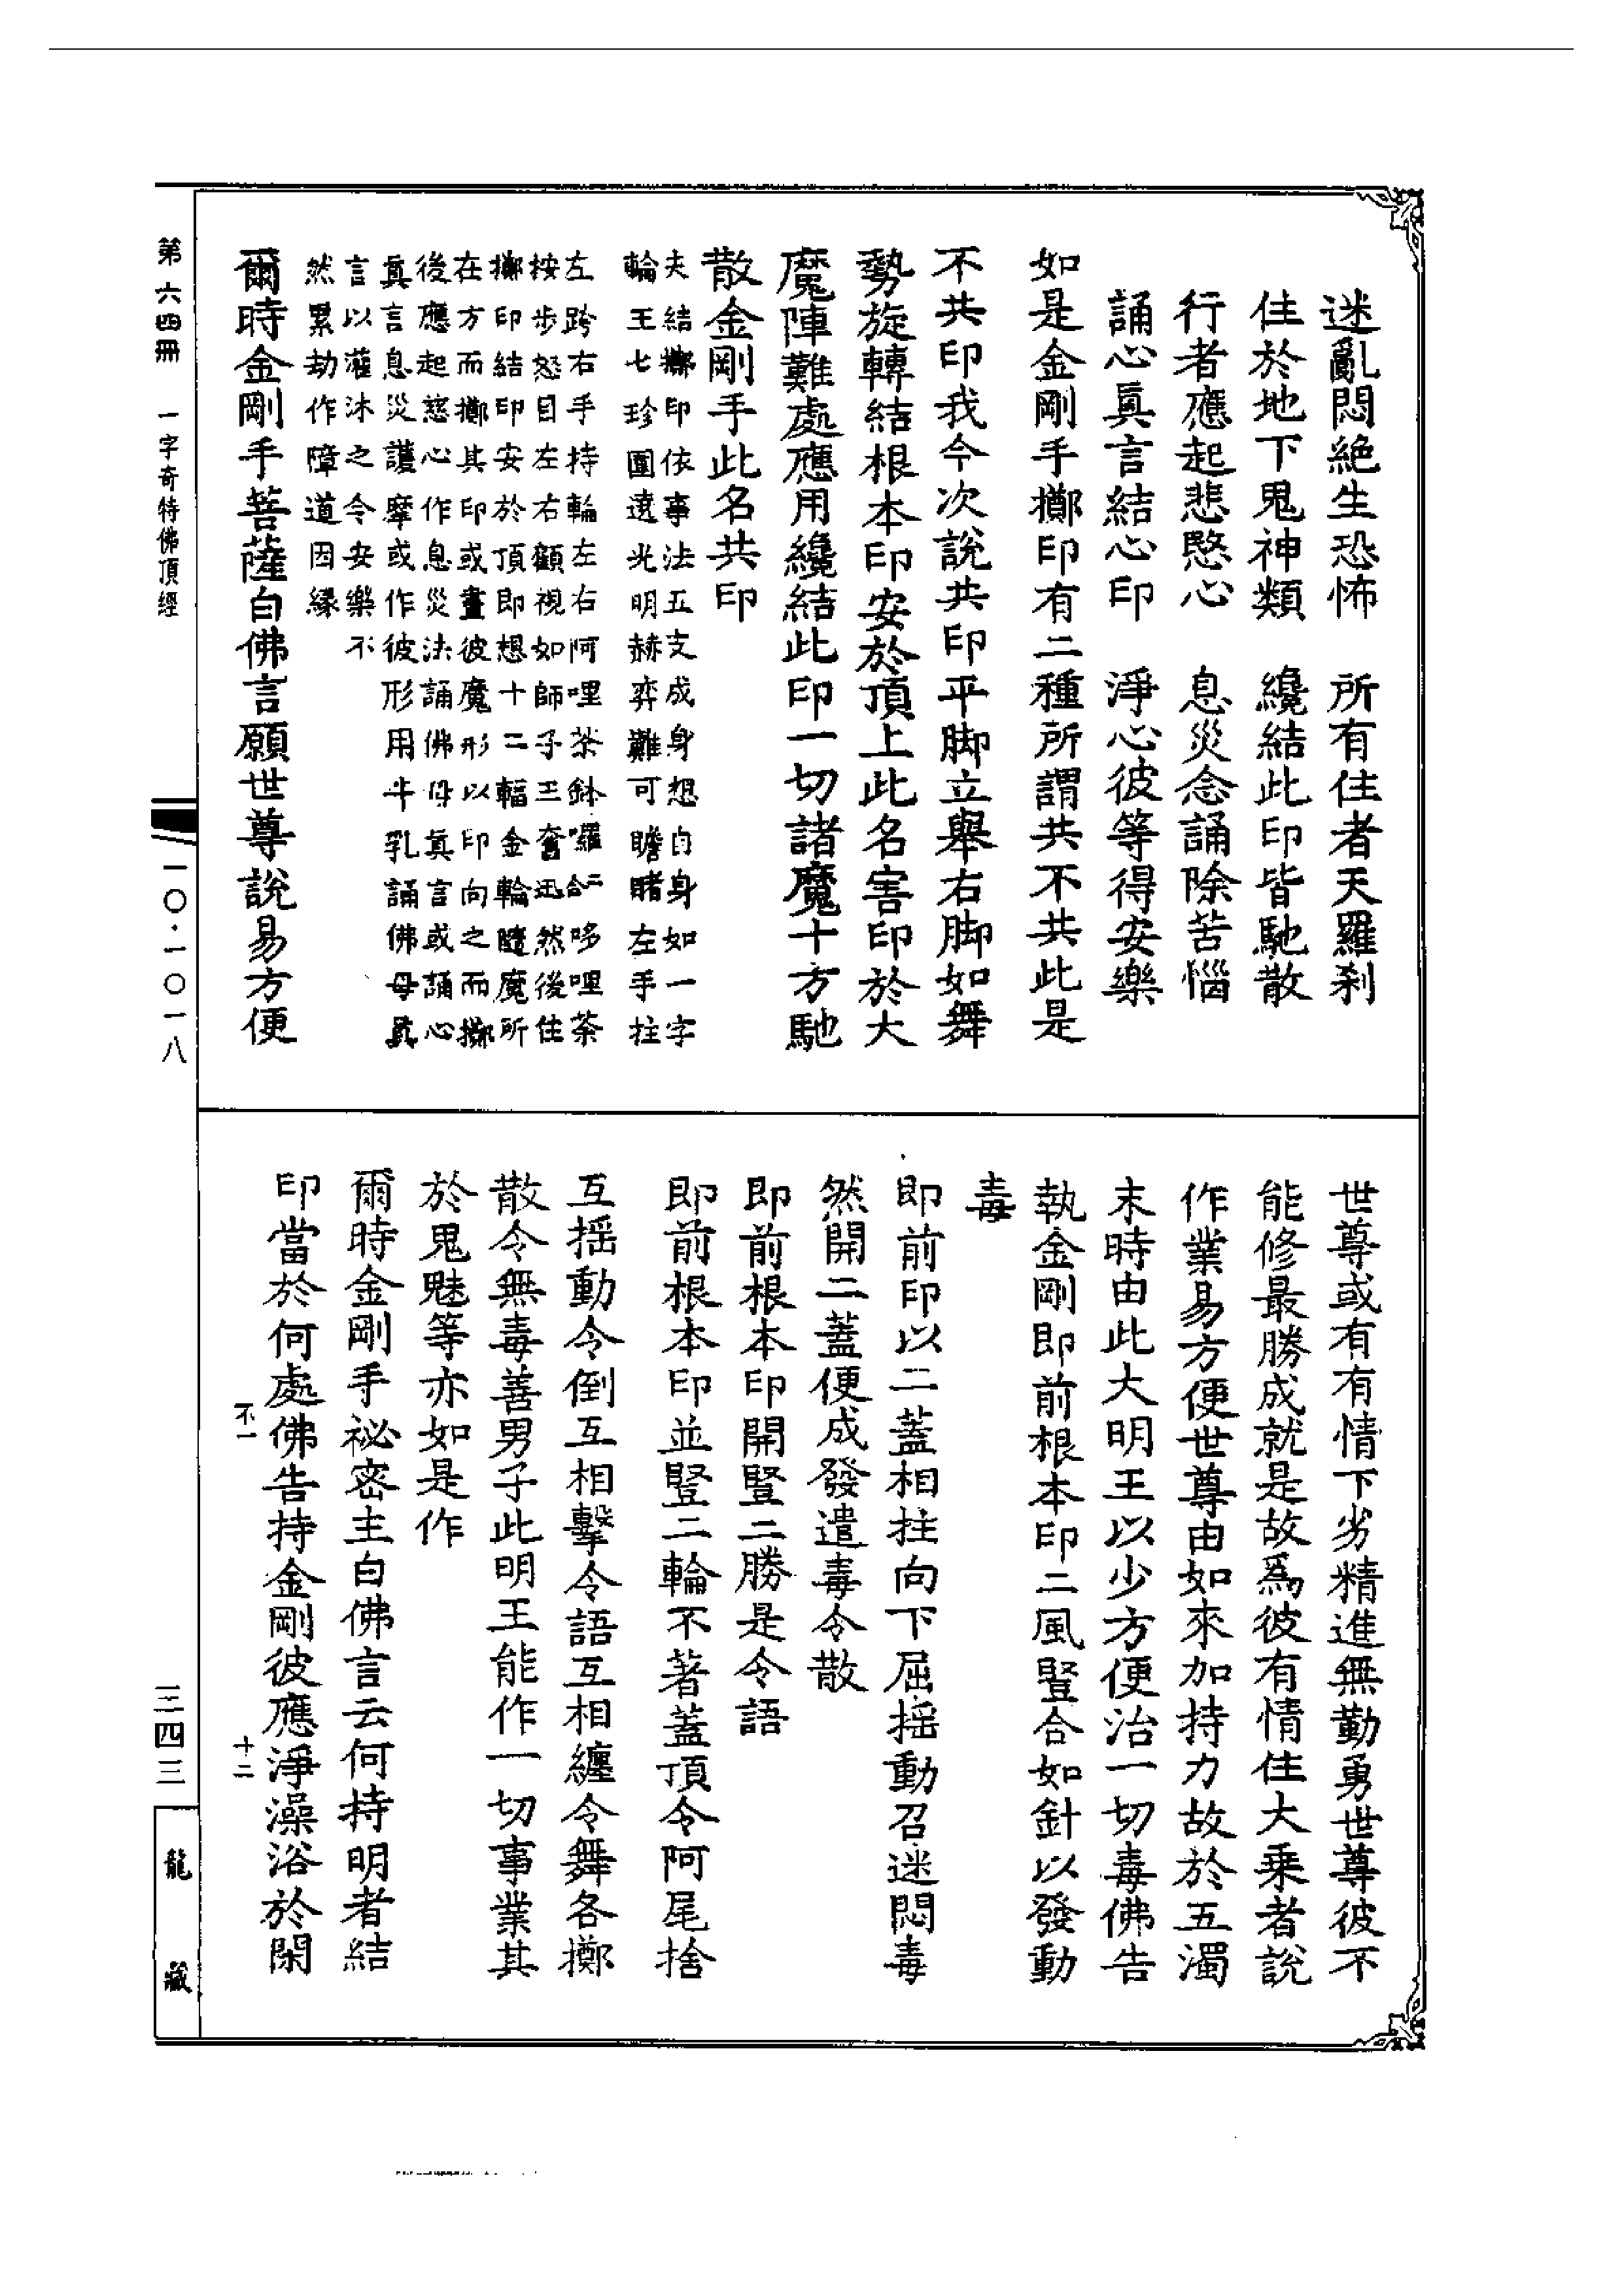 迷亂悶絕生恐怖　所有住者天羅刹
住於地下鬼神類　纔結此印皆馳散
行者應起悲愍心　息災念誦除苦惱
誦心眞言結心印　淨心彼等得安樂
如是金剛手擲印有二種所謂共不共此是
不共印我今次說共印平脚立舉右脚如舞
勢旋轉結根本印安於頂上此名害印於大
魔陣難處應用纔結此印一切諸魔十方馳
散金剛手此名共印
夫結擲印依事法五支成身想自身如一字
輪王七珍圍遶光明赫弈難可瞻睹左手拄
左跨右手持輪左右阿哩茶鉢囉二合哆哩茶
按步怒目左右顧視如師子王奮迅然後住
擲印結印安於頂即想十二輻金輪隨魔所
在方而擲其印或畫彼魔形以印向之而擲
後應起慈心作息災法誦佛母眞言或誦心
眞言息災護摩或作彼形用牛乳誦佛母眞
言以灌沐之令安樂不
然累劫作障道因緣
爾時金剛手菩薩白佛言願世尊說易方便
世尊或有有情下劣精進無勤勇世尊彼不
能修最勝成就是故爲彼有情住大乘者說
作業易方便世尊由如來加持力故於五濁
末時由此大明王以少方便治一切毒佛告
執金剛即前根本印二風豎合如針以發動
毒
即前印以二蓋相拄向下屈搖動召迷悶毒
然開二蓋便成發遣毒令散
即前根本印開豎二勝是令語
即前根本印並豎二輪不著蓋頂令阿尾捨
互搖動令倒互相擊令語互相纏令舞各擲
散令無毒善男子此明王能作一切事業其
於鬼魅等亦如是作
爾時金剛手祕密主白佛言云何持明者結
印當於何處佛告持金剛彼應淨澡浴於閑
不一
十二
第六四冊　一字奇特佛頂經
一〇·一〇一八
三四三
龍藏